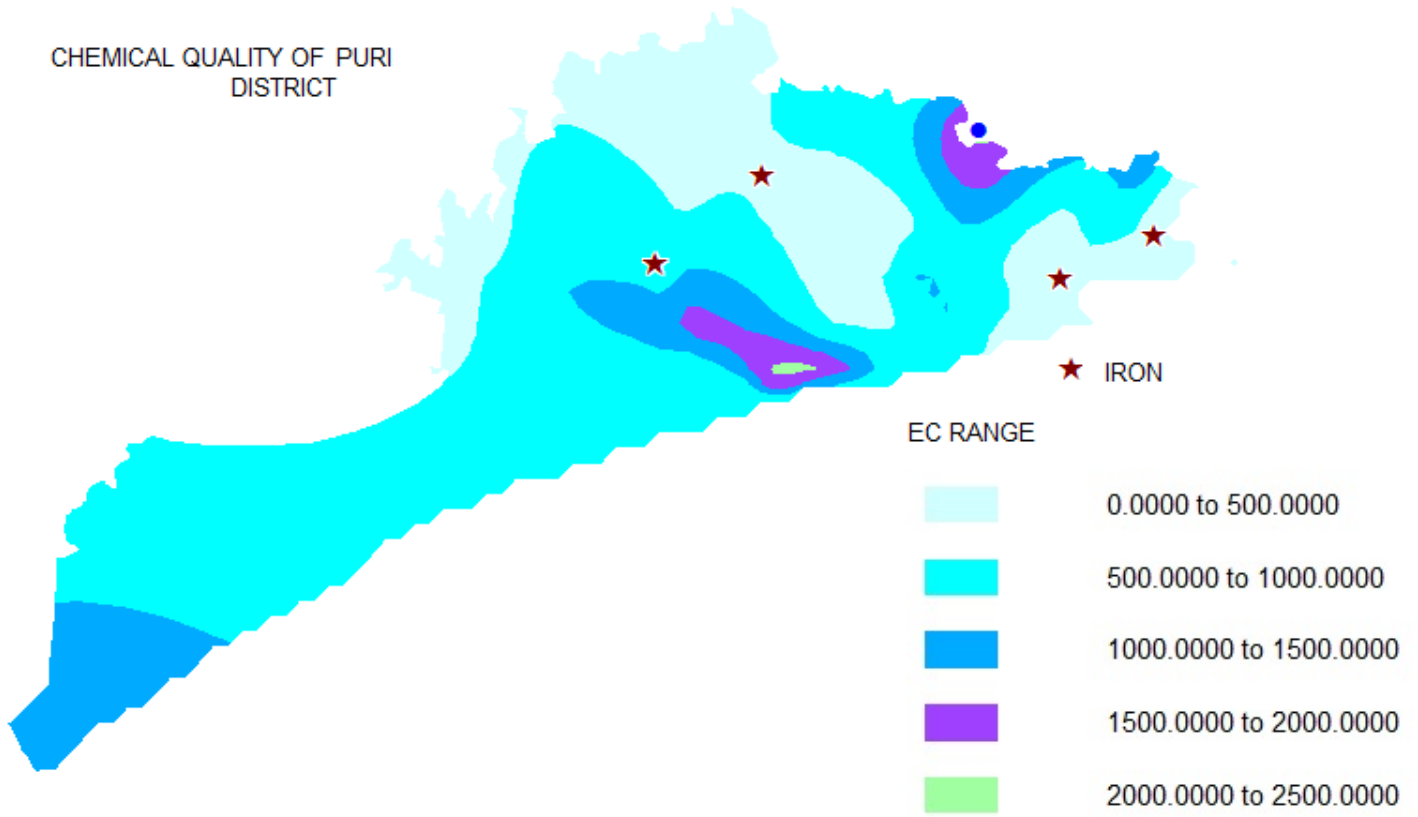 CHEMICAL QUALITY OF PURI
DISTRICT
IRON
EC RANGE
0.0000 to 500.0000
500.0000 to 1000.0000
1000.0000 to 1500.0000
1500.0000 to 2000.0000
2000.0000 to 2500.0000